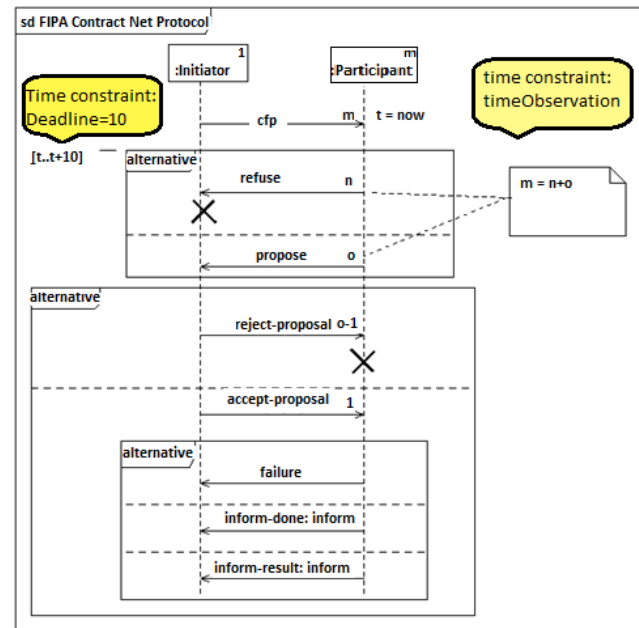 sd FIPA Contract Net Protocol
1
:Initiator
m
:Participant
Time constraint:
Deadline=10
time constraint:
timeObservation
cfp
m
t = now
[t..t+10]
alternative
refuse
n
m = n+o
propose
o
alternative
reject-proposal
o-1
accept-proposal
1
alternative
failure
inform-done: inform
inform-result: inform